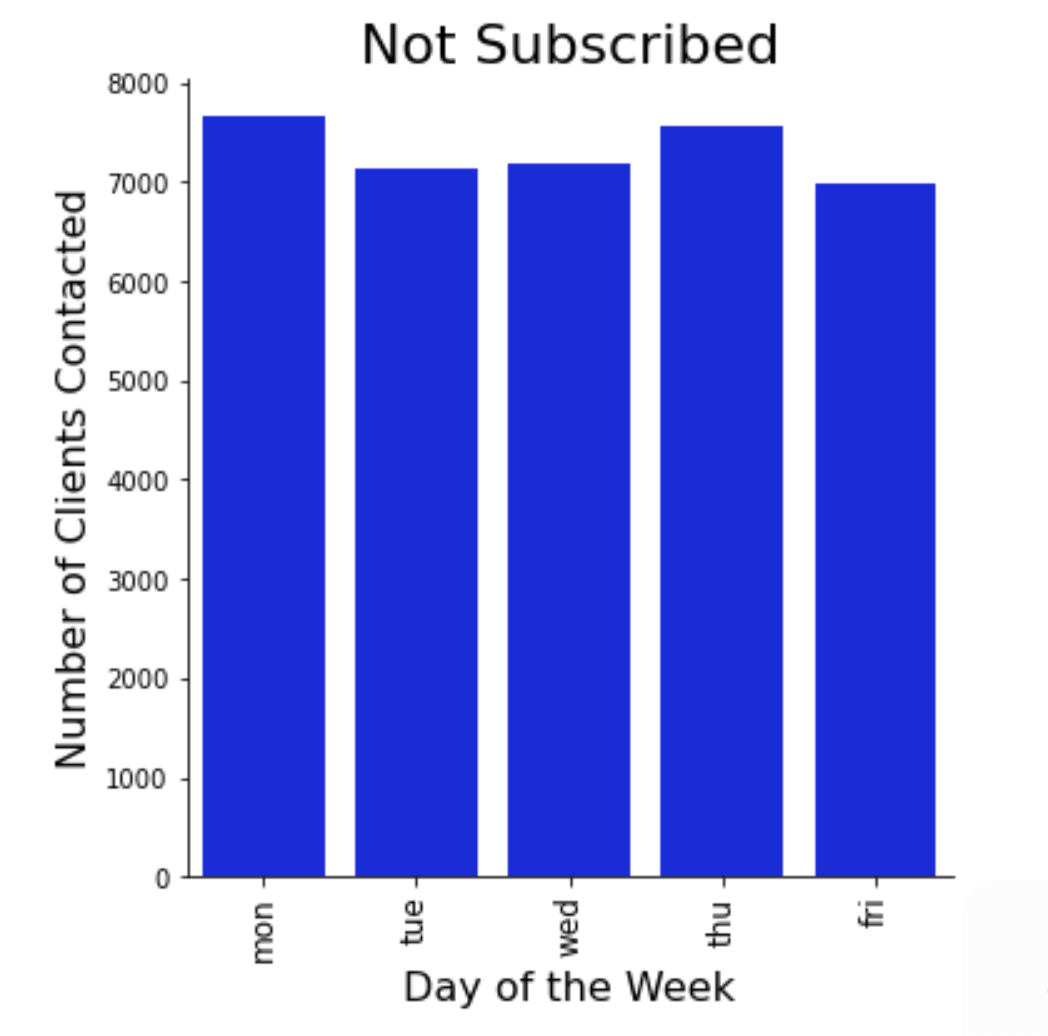 Not Subscribed
Number of Clients Contacted
8000
7000
6000
5000
4000
3000
2000
1000
0
mon
tue
wed
thu
fri
Day of the Week